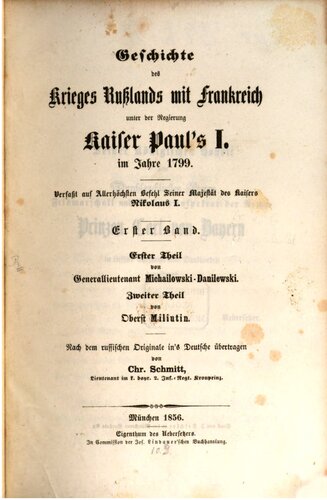 Geschichte
des
Krieges Rußlands mit Frankreich
unter der Regierung
Kaiser Paul's I.
im Jahre 1799.
Verfaßt auf Allerhöchsten Befehl Seiner Majestät des Kaisers
Nikolaus I.
Erster Band.
Erster Theil
von
Generallieutenant Michailowski-Danilewski.
Zweiter Theil
von
Oberst Miliutin.
Nach dem russischen Originale in's Deutsche übertragen
von
Chr. Schmitt,
Lieutenant im k. bayr. 2. Inf.-Regt. Kronprinz.
München 1856.
Eigenthum des Uebersetzers.
In Commission der Jos. Lindauer'schen Buchhandlung.